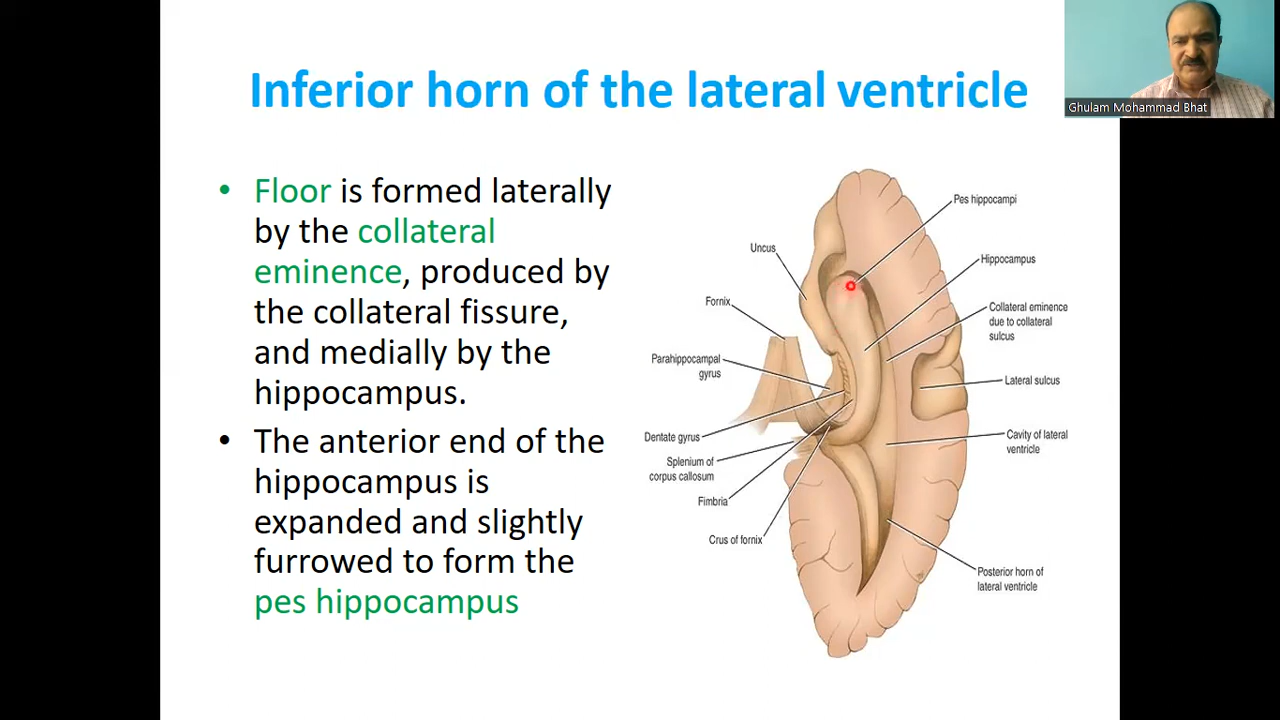 Inferior horn of the lateral ventricle
Ghulam Mohammad Bhat
• Floor is formed laterally
by the collateral
eminence, produced by
the collateral fissure,
and medially by the
hippocampus.
• The anterior end of the
hippocampus is
expanded and slightly
furrowed to form the
pes hippocampus
Pes hippocampi
Uncus
Hippocampus
Fornix
Collateral eminence
due to collateral
sulcus
Parahippocampal
gyrus
Lateral sulcus
Dentate gyrus
Cavity of lateral
ventricle
Splenium of
corpus callosum
Fimbria
Crus of fornix
Posterior horn of
lateral ventricle